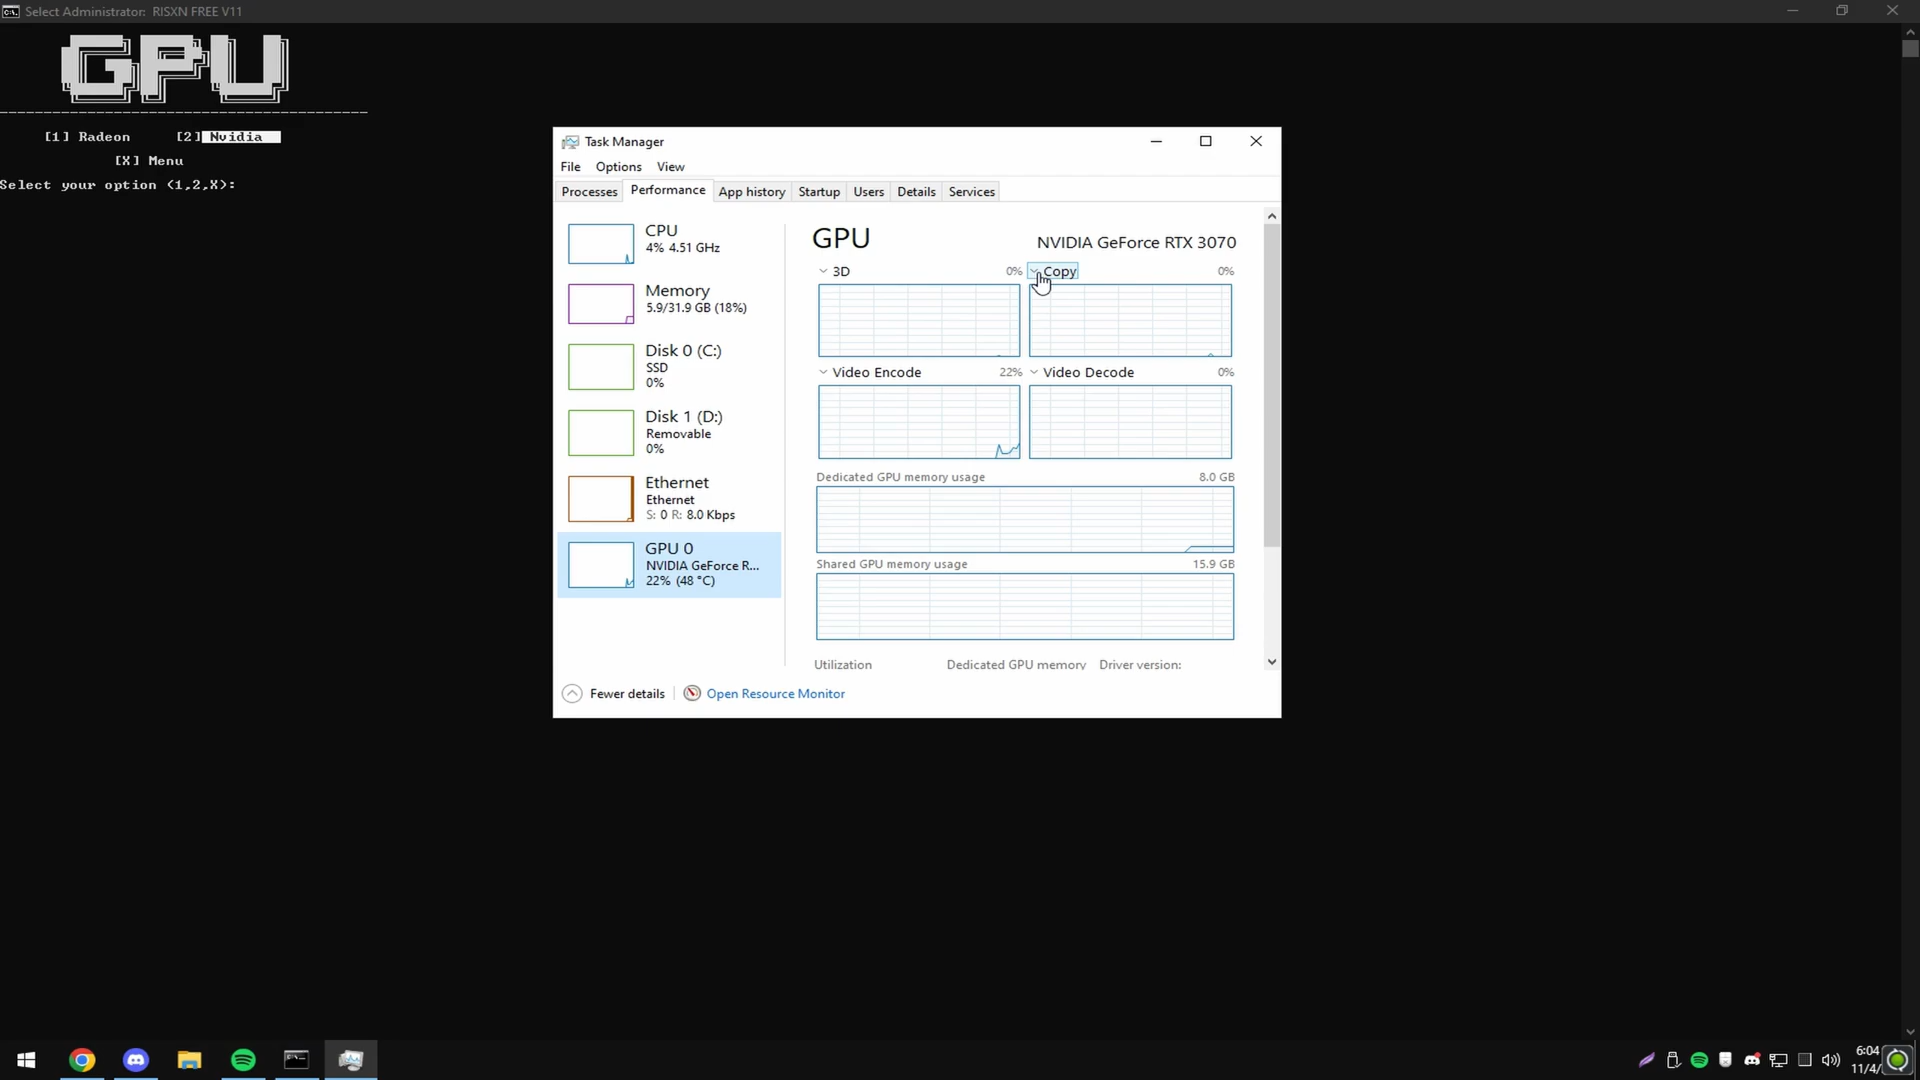 Select Administrator: RISXN FREE V11
GPU
[1] Radeon [2] Nvidia
[X] Menu
Select your option (1,2,X):
Task Manager
File Options View
Processes Performance App history Startup Users Details Services
CPU
4% 4.51 GHz
Memory
5.9/31.9 GB (18%)
Disk 0 (C:)
SSD
0%
Disk 1 (D:)
Removable
0%
Ethernet
Ethernet
S: 0 R: 8.0 Kbps
GPU 0
NVIDIA GeForce R...
22% (48 °C)
GPU NVIDIA GeForce RTX 3070
3D 0% Copy 0%
Video Encode 22% Video Decode 0%
Dedicated GPU memory usage 8.0 GB
Shared GPU memory usage 15.9 GB
Utilization Dedicated GPU memory Driver version:
Fewer details Open Resource Monitor
6:04
11/4/